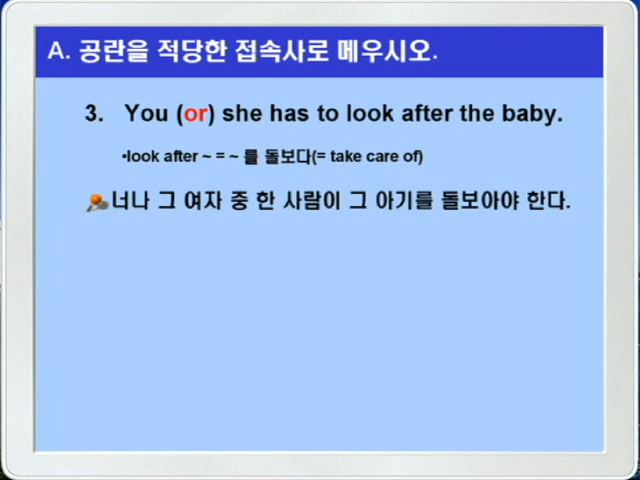 A. 공란을 적당한 접속사로 메우시오.
3. You (or) she has to look after the baby.
•look after ~ = ~ 를 돌보다(= take care of)
너나 그 여자 중 한 사람이 그 아기를 돌보아야 한다.